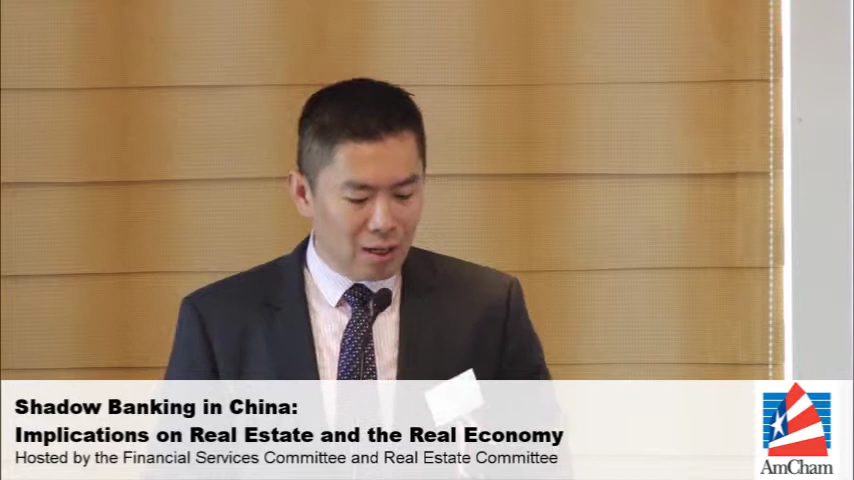 Shadow Banking in China:
Implications on Real Estate and the Real Economy
Hosted by the Financial Services Committee and Real Estate Committee
AmCham